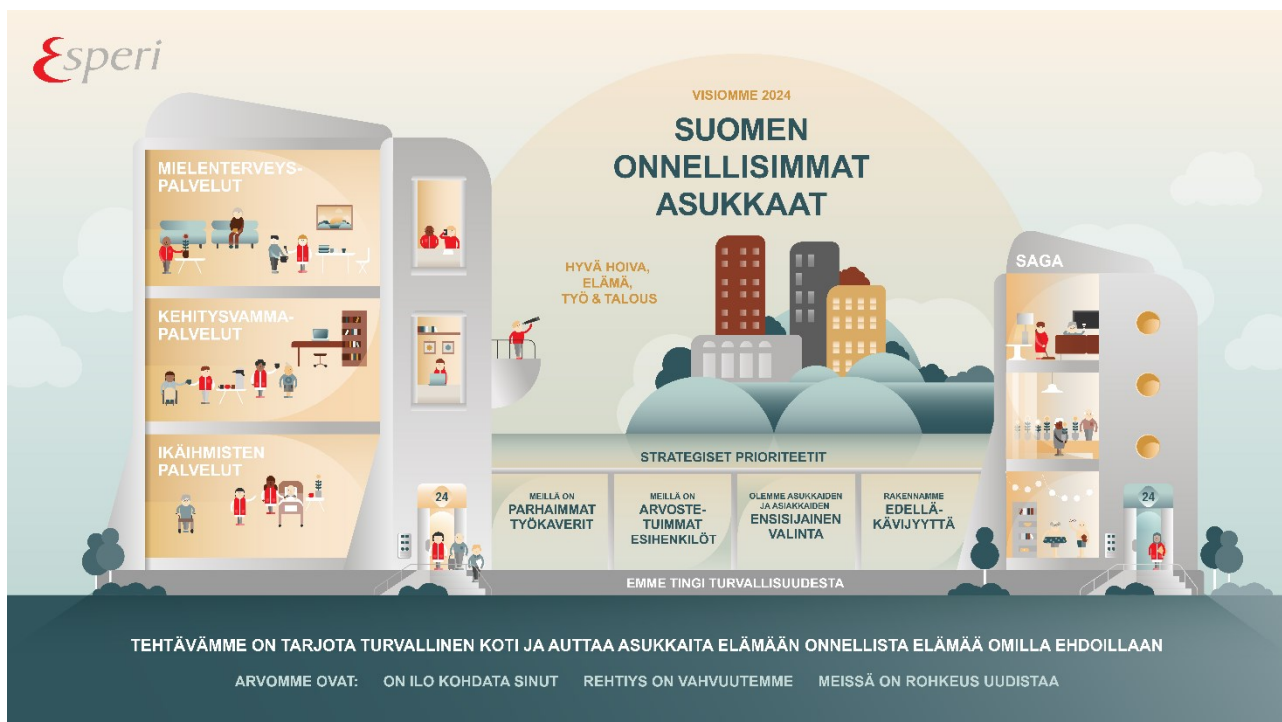 Esperi
VISIOMME 2024
SUOMEN
ONNELLISIMMAT
ASUKKAAT
HYVÄ HOIVA,
ELÄMÄ,
TYÖ & TALOUS
MIELENTERVEYS-
PALVELUT
KEHITYSVAMMA-
PALVELUT
IKÄIHMISTEN
PALVELUT
24
SAGA
24
STRATEGISET PRIORITEETIT
MEILLÄ ON
PARHAIMMAT
TYÖKAVERIT
MEILLÄ ON
ARVOSTE-
TUIMMAT
ESIHENKILÖT
OLEMME ASUKKAIDEN
JA ASIAKKAIDEN
ENSISIJAINEN
VALINTA
RAKENNAMME
EDELLÄ-
KÄVIJYYTTÄ
EMME TINGI TURVALLISUUDESTA
TEHTÄVÄMME ON TARJOTA TURVALLINEN KOTI JA AUTTAA ASUKKAITA ELÄMÄÄN ONNELLISTA ELÄMÄÄ OMILLA EHDOILLAAN
ARVOMME OVAT: ON ILO KOHDATA SINUT REHTIYS ON VAHVUUTEMME MEISSÄ ON ROHKEUS UUDISTAA